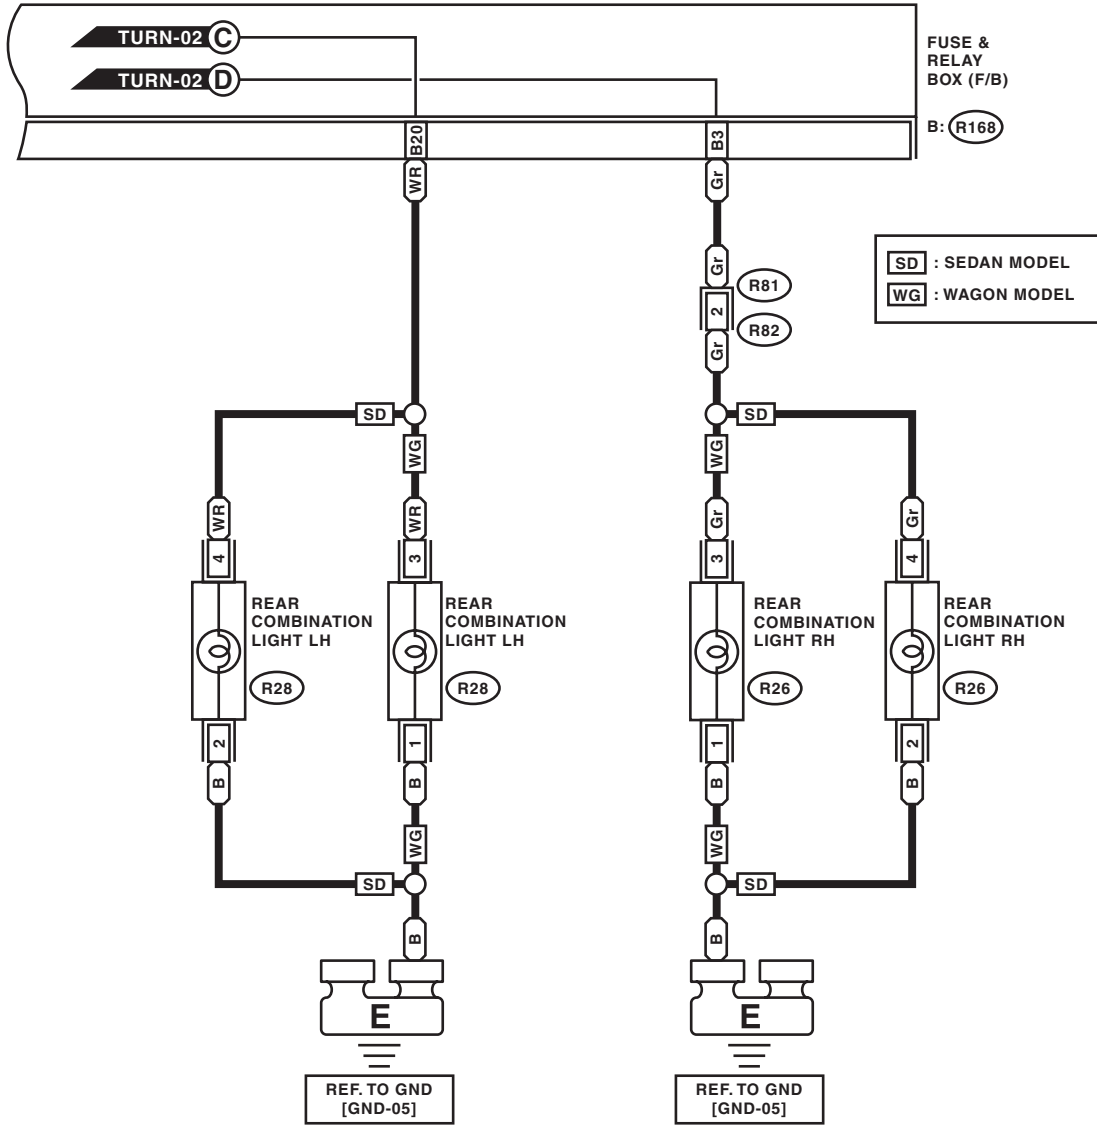 TURN-02 C
TURN-02 D
FUSE &
RELAY
BOX (F/B)
B: R168
B20
B3
WR
Gr
SD : SEDAN MODEL
WG : WAGON MODEL
Gr
R81
2
R82
Gr
SD
SD
WG
WG
WR
WR
Gr
Gr
4
3
3
4
REAR
COMBINATION
LIGHT LH
R28
REAR
COMBINATION
LIGHT LH
R28
REAR
COMBINATION
LIGHT RH
R26
REAR
COMBINATION
LIGHT RH
R26
2
1
1
2
B
B
B
B
WG
WG
SD
SD
B
B
E
E
REF. TO GND
[GND-05]
REF. TO GND
[GND-05]